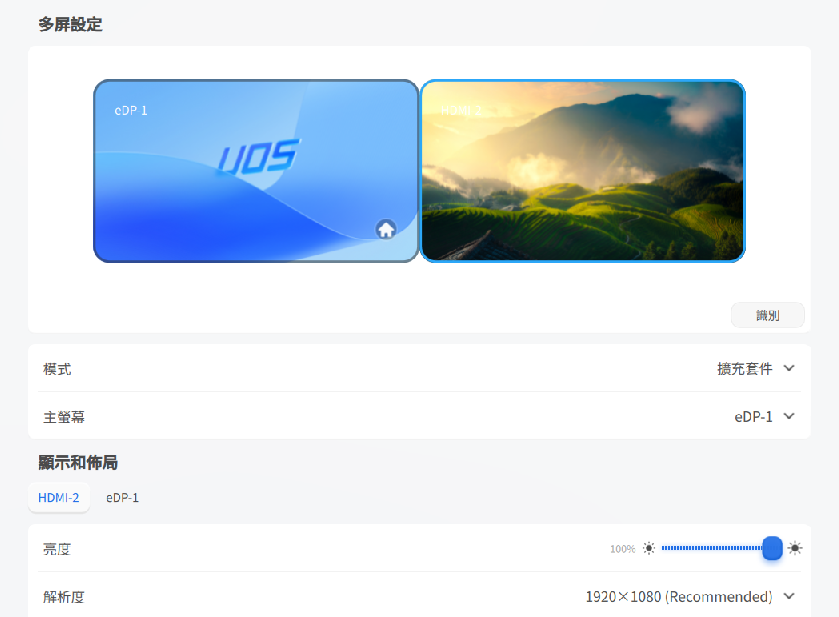 多屏設定
eDP-1
HDMI-2
UOS
識別
模式
擴充套件
主螢幕
eDP-1
顯示和佈局
HDMI-2
eDP-1
亮度
100%
解析度
1920×1080 (Recommended)